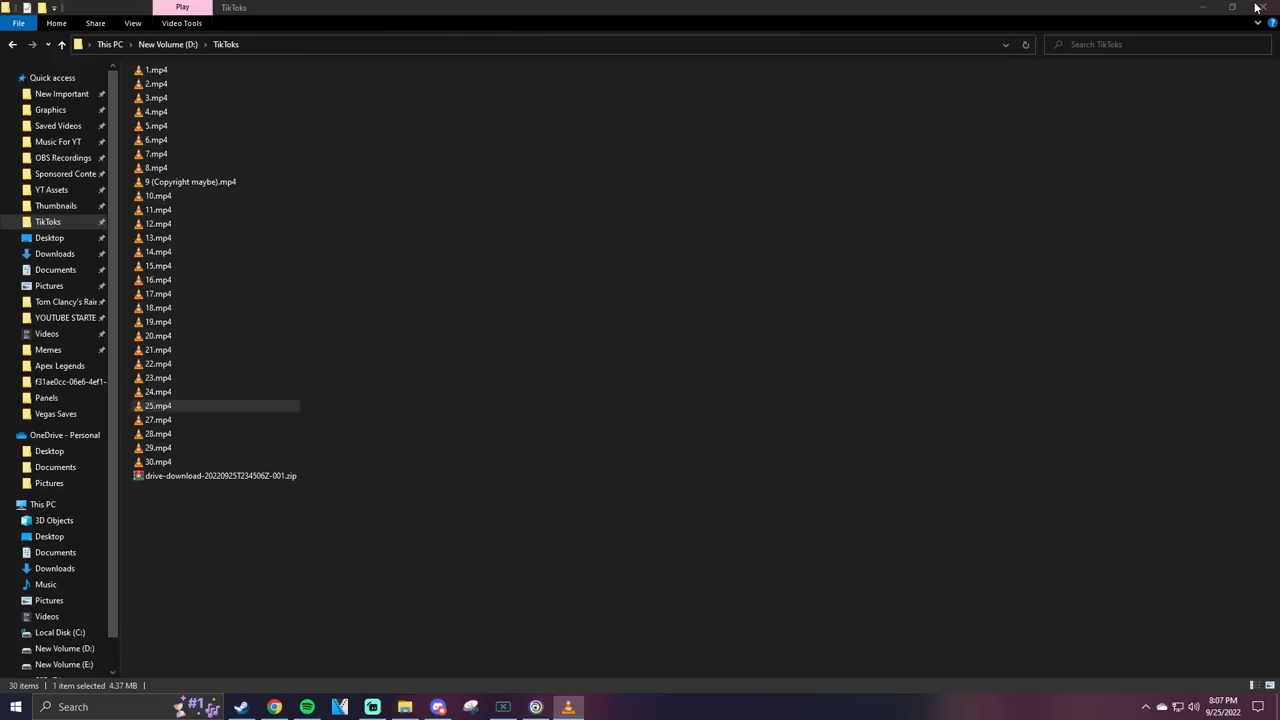 Play
TikToks
File
Home
Share
View
Video Tools
This PC
New Volume (D:)
TikToks
Search TikToks
Quick access
New Important
Graphics
Saved Videos
Music For YT
OBS Recordings
Sponsored Conte
YT Assets
Thumbnails
TikToks
Desktop
Downloads
Documents
Pictures
Tom Clancy's Rain
YOUTUBE STARTE
Videos
Memes
Apex Legends
f31ae0cc-06e6-4ef1-
Panels
Vegas Saves
OneDrive - Personal
Desktop
Documents
Pictures
This PC
3D Objects
Desktop
Documents
Downloads
Music
Pictures
Videos
Local Disk (C:)
New Volume (D:)
New Volume (E:)
1.mp4
2.mp4
3.mp4
4.mp4
5.mp4
6.mp4
7.mp4
8.mp4
9 (Copyright maybe).mp4
10.mp4
11.mp4
12.mp4
13.mp4
14.mp4
15.mp4
16.mp4
17.mp4
18.mp4
19.mp4
20.mp4
21.mp4
22.mp4
23.mp4
24.mp4
25.mp4
27.mp4
28.mp4
29.mp4
30.mp4
drive-download-20220925T234506Z-001.zip
30 items
1 item selected 4.37 MB
Search
#1
8:07 PM
9/25/2022